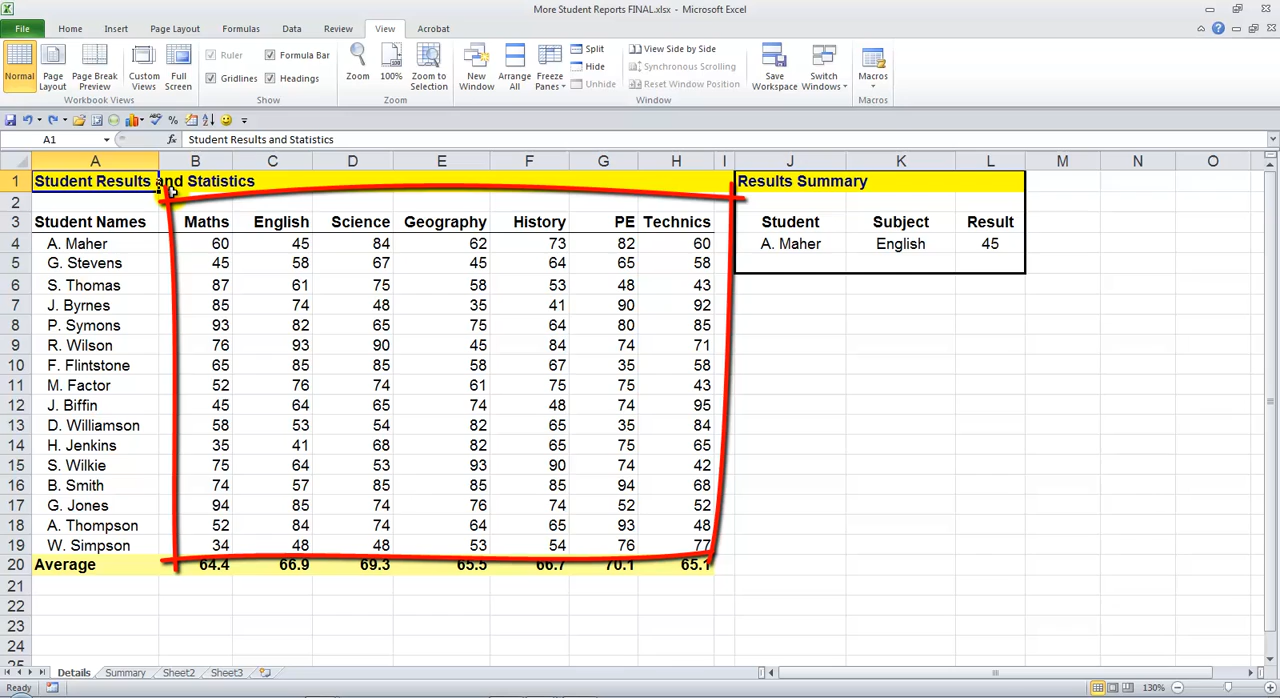 More Student Reports FINAL.xlsx - Microsoft Excel
File Home Insert Page Layout Formulas Data Review View Acrobat
Normal Page Layout Page Break Preview Custom Views Full Screen
Workbook Views
Ruler Formula Bar
Gridlines Headings
Show
Zoom 100% Zoom to Selection
Zoom
New Window Arrange All Freeze Panes
Split View Side by Side
Hide Synchronous Scrolling
Unhide Reset Window Position
Save Workspace Switch Windows
Window
Macros
Macros
A1 fx Student Results and Statistics
A B C D E F G H I J K L M N O
1 Student Results and Statistics Results Summary
2
3 Student Names Maths English Science Geography History PE Technics Student Subject Result
4 A. Maher 60 45 84 62 73 82 60 A. Maher English 45
5 G. Stevens 45 58 67 45 64 65 58
6 S. Thomas 87 61 75 58 53 48 43
7 J. Byrnes 85 74 48 35 41 90 92
8 P. Symons 93 82 65 75 64 80 85
9 R. Wilson 76 93 90 45 84 74 71
10 F. Flintstone 65 85 85 58 67 35 58
11 M. Factor 52 76 74 61 75 75 43
12 J. Biffin 45 64 65 74 48 74 95
13 D. Williamson 58 53 54 82 65 35 84
14 H. Jenkins 35 41 68 82 65 75 65
15 S. Wilkie 75 64 53 93 90 74 42
16 B. Smith 74 57 85 85 85 94 68
17 G. Jones 94 85 74 76 74 52 52
18 A. Thompson 52 84 74 64 65 93 48
19 W. Simpson 34 48 48 53 54 76 77
20 Average 64.4 66.9 69.3 65.5 66.7 70.1 65.1
21
22
23
24
25
Details Summary Sheet2 Sheet3
Ready 130%